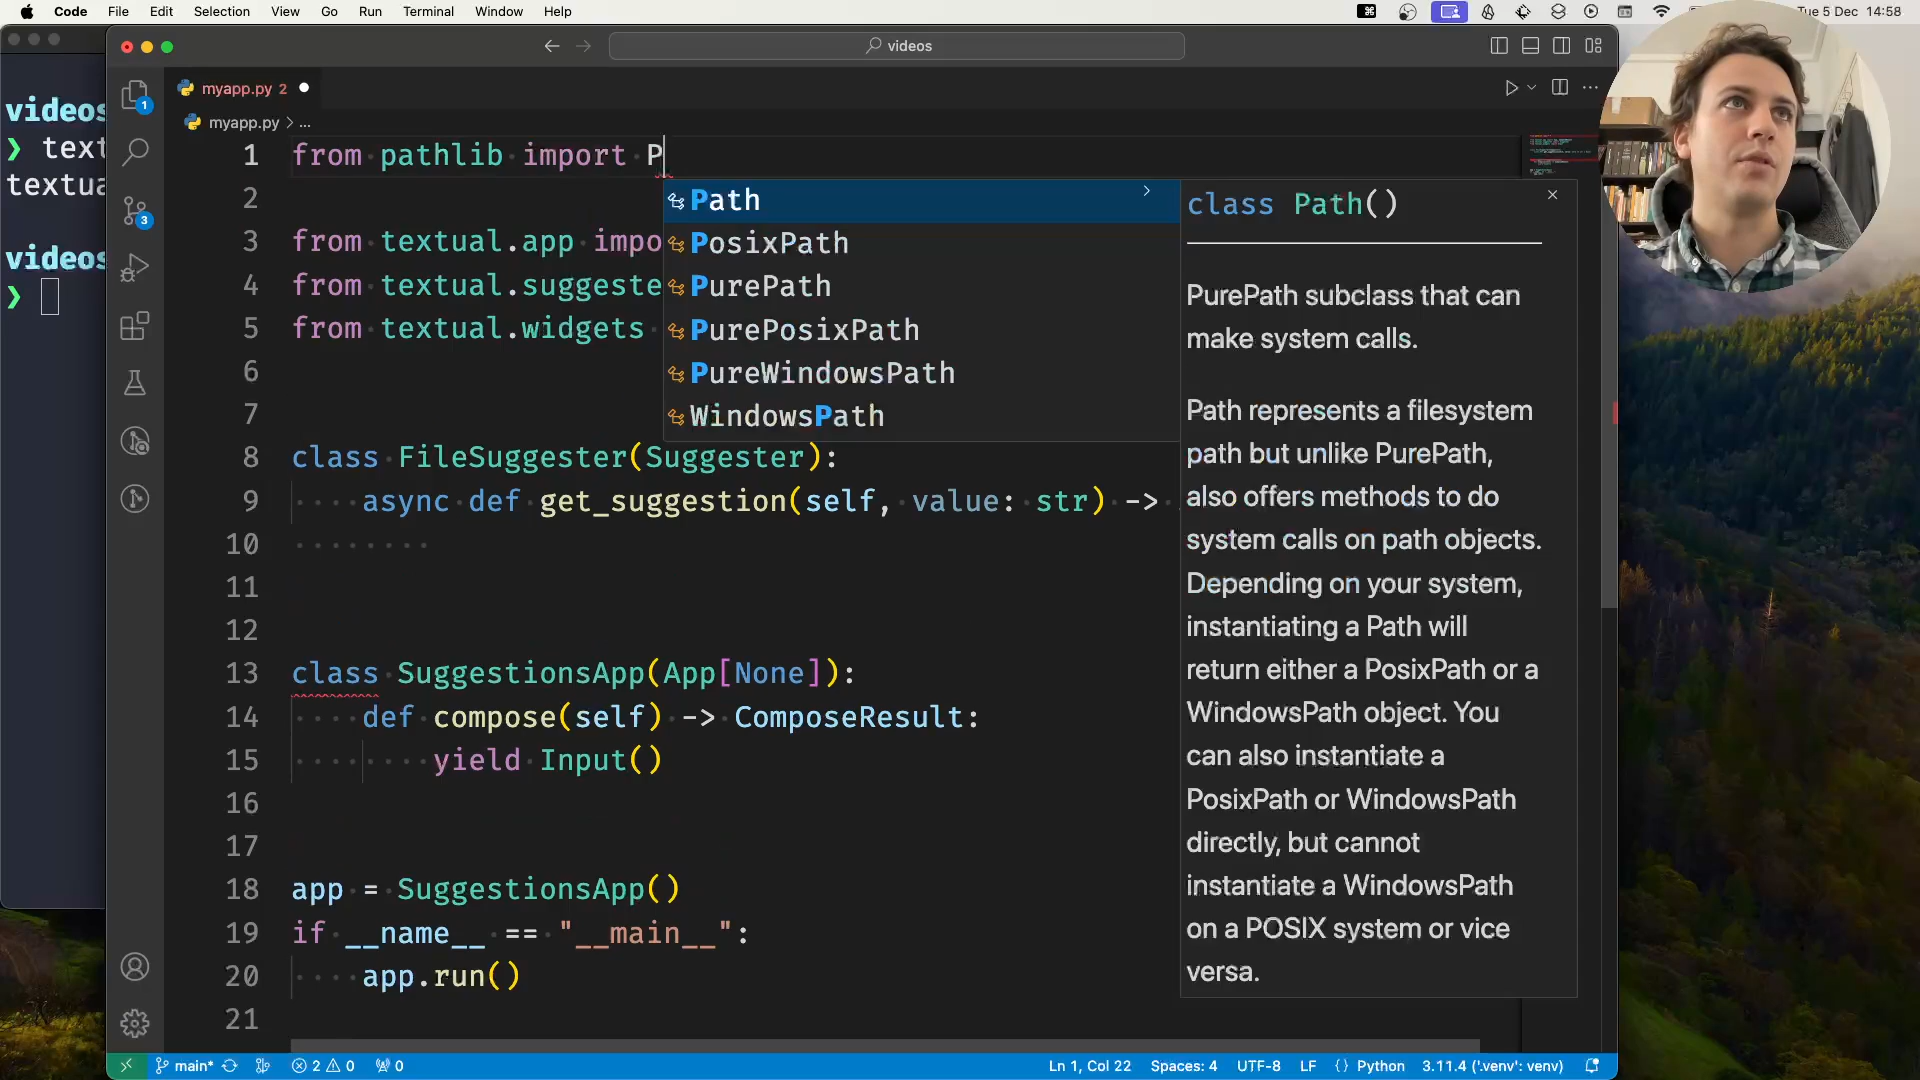 Code File Edit Selection View Go Run Terminal Window Help Tue 5 Dec 14:58
videos
myapp.py 2
myapp.py > ...
videos
❯ text
textua
videos
❯
1 from pathlib import P
2
3 from textual.app impo
4 from textual.suggeste
5 from textual.widgets
6
7
8 class FileSuggester(Suggester):
9 async def get_suggestion(self, value: str) ->
10
11
12
13 class SuggestionsApp(App[None]):
14 def compose(self) -> ComposeResult:
15 yield Input()
16
17
18 app = SuggestionsApp()
19 if __name__ == "__main__":
20 app.run()
21
Path
PosixPath
PurePath
PurePosixPath
PureWindowsPath
WindowsPath
class Path()
PurePath subclass that can
make system calls.
Path represents a filesystem
path but unlike PurePath,
also offers methods to do
system calls on path objects.
Depending on your system,
instantiating a Path will
return either a PosixPath or a
WindowsPath object. You
can also instantiate a
PosixPath or WindowsPath
directly, but cannot
instantiate a WindowsPath
on a POSIX system or vice
versa.
1
3
main* 2 0 0 Ln 1, Col 22 Spaces: 4 UTF-8 LF {} Python 3.11.4 ('.venv': venv)